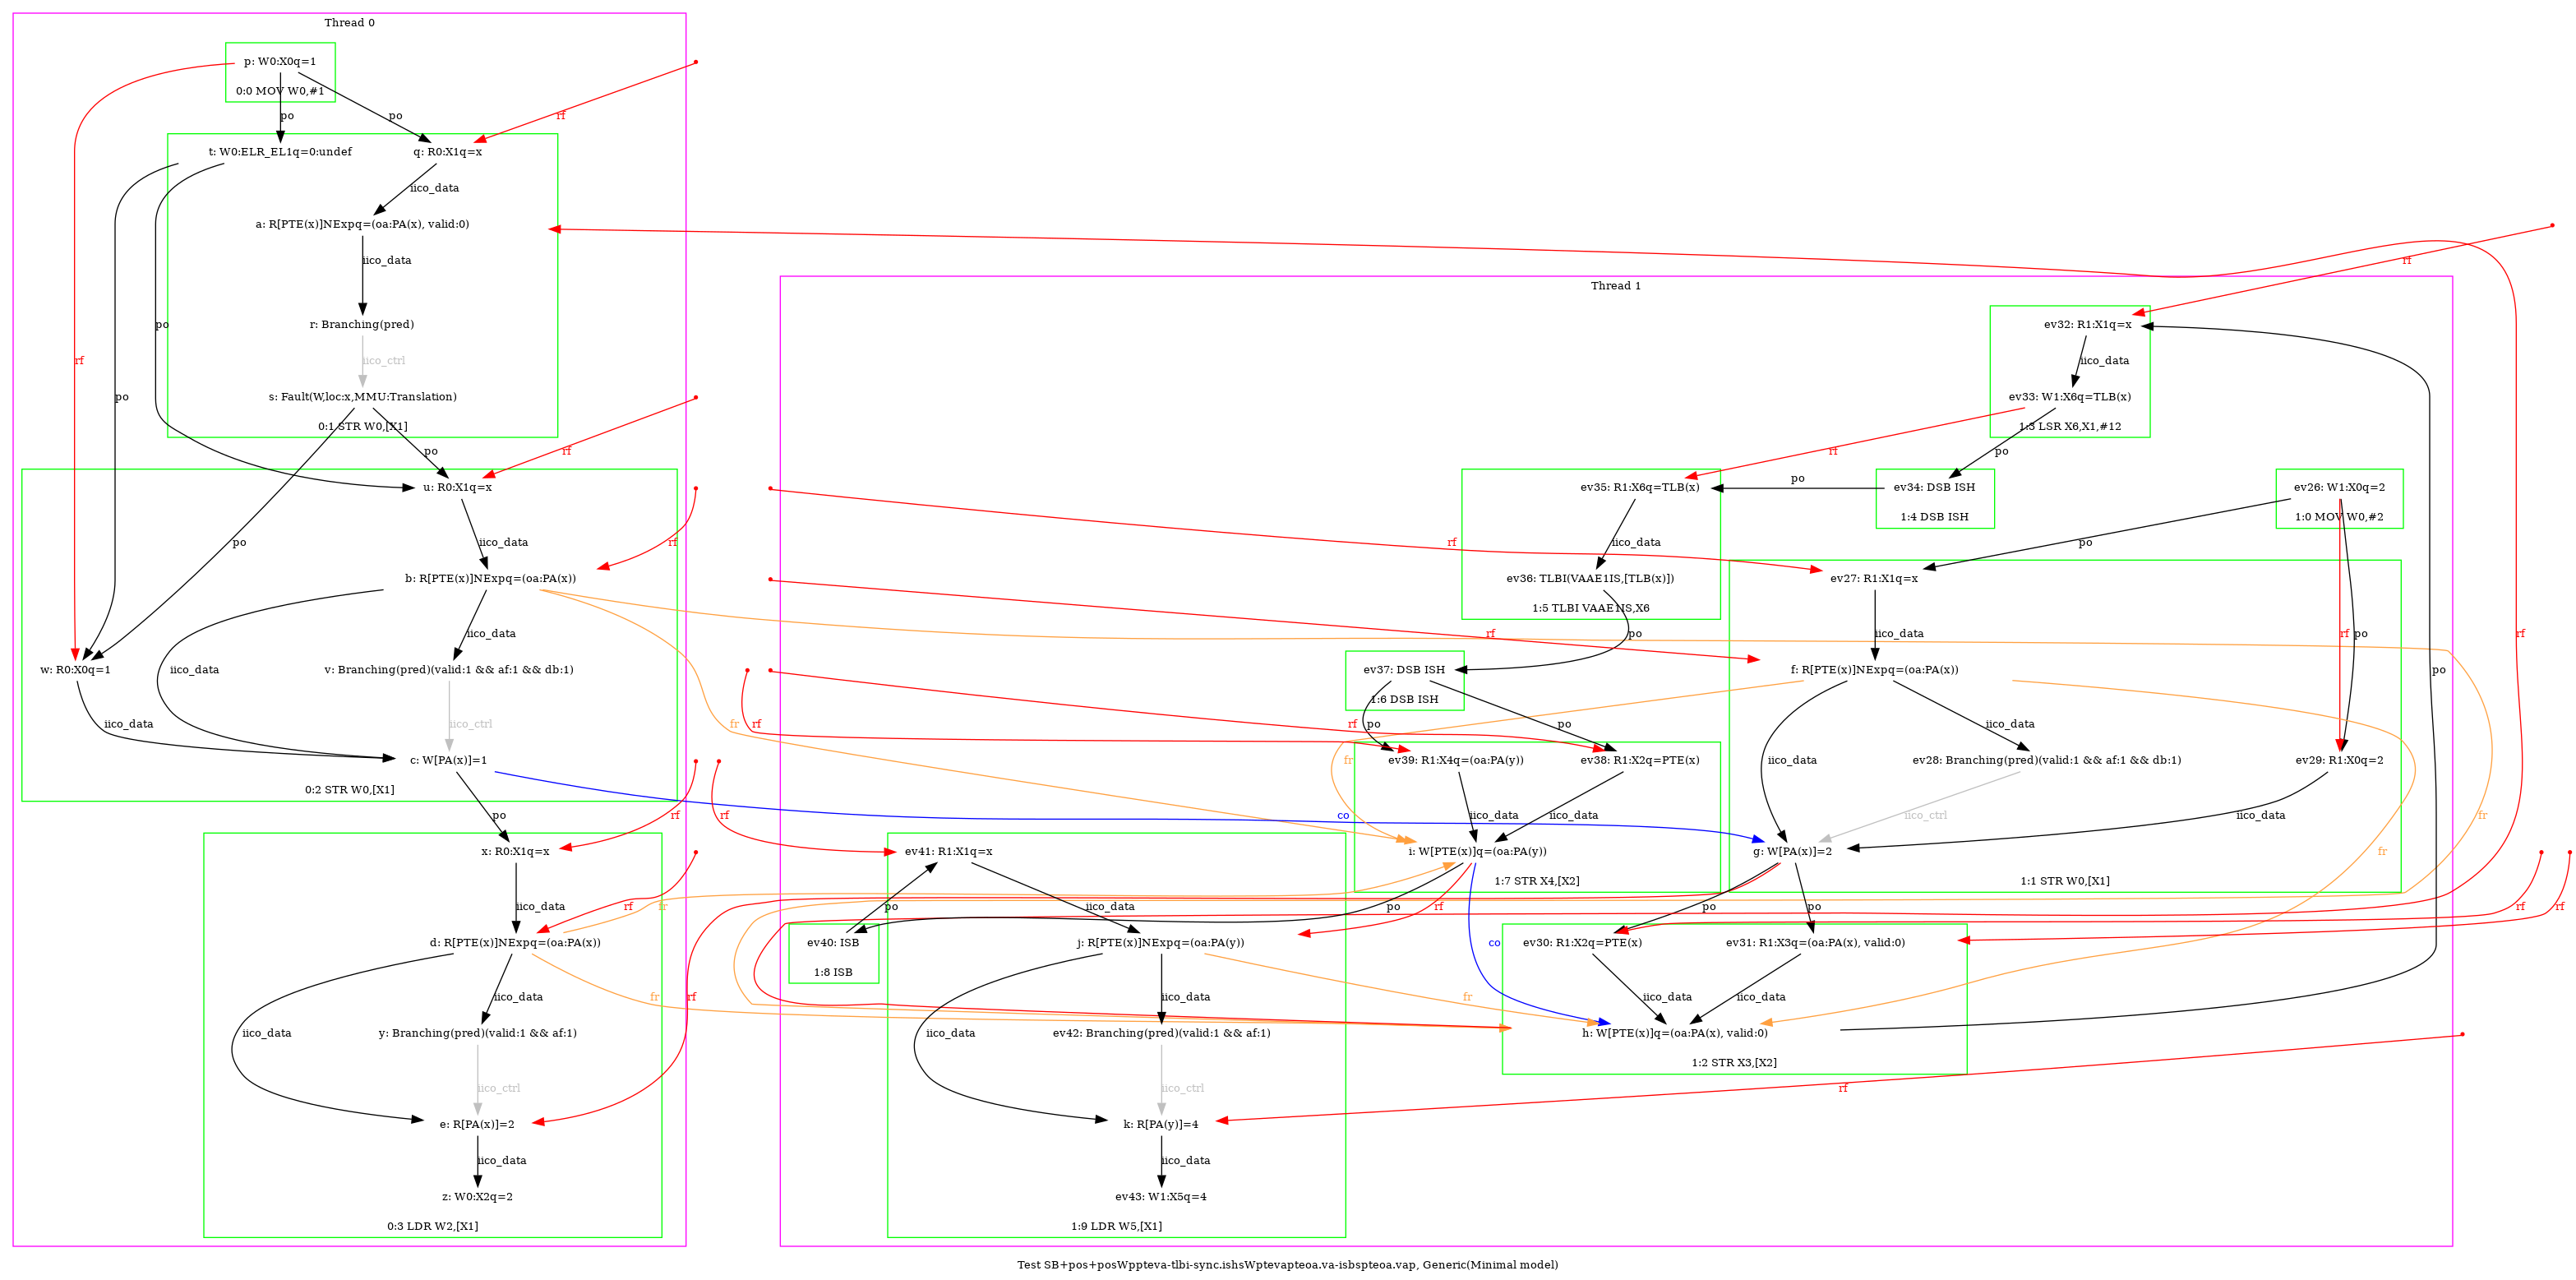 Thread 0
p: W0:X0q=1
0:0 MOV W0,#1
po
po
rf
t: W0:ELR_EL1q=0:undef
q: R0:X1q=x
iico_data
a: R[PTE(x)]NExpq=(oa:PA(x), valid:0)
iico_data
r: Branching(pred)
iico_ctrl
s: Fault(W,loc:x,MMU:Translation)
0:1 STR W0,[X1]
rf
po
po
po
po
rf
u: R0:X1q=x
iico_data
rf
b: R[PTE(x)]NExpq=(oa:PA(x))
iico_data
v: Branching(pred)(valid:1 && af:1 && db:1)
w: R0:X0q=1
iico_data
iico_data
iico_ctrl
c: W[PA(x)]=1
0:2 STR W0,[X1]
po
rf
x: R0:X1q=x
iico_data
rf
d: R[PTE(x)]NExpq=(oa:PA(x))
iico_data
iico_data
y: Branching(pred)(valid:1 && af:1)
iico_ctrl
e: R[PA(x)]=2
iico_data
z: W0:X2q=2
0:3 LDR W2,[X1]
Thread 1
rf
ev32: R1:X1q=x
iico_data
ev33: W1:X6q=TLB(x)
1:3 LSR X6,X1,#12
rf
po
ev35: R1:X6q=TLB(x)
po
ev34: DSB ISH
1:4 DSB ISH
ev26: W1:X0q=2
1:0 MOV W0,#2
iico_data
rf
po
rf
po
ev36: TLBI(VAAE1IS,[TLB(x)])
1:5 TLBI VAAE1IS,X6
ev27: R1:X1q=x
rf
po
iico_data
rf
po
ev37: DSB ISH
1:6 DSB ISH
f: R[PTE(x)]NExpq=(oa:PA(x))
fr
rf
po
rf
po
iico_data
ev39: R1:X4q=(oa:PA(y))
ev38: R1:X2q=PTE(x)
fr
iico_data
ev28: Branching(pred)(valid:1 && af:1 && db:1)
ev29: R1:X0q=2
rf
co
iico_data
iico_data
iico_ctrl
iico_data
fr
i: W[PTE(x)]q=(oa:PA(y))
1:7 STR X4,[X2]
g: W[PA(x)]=2
1:1 STR W0,[X1]
fr
ev41: R1:X1q=x
fr
po
iico_data
po
rf
po
po
rf
rf
ev40: ISB
1:8 ISB
j: R[PTE(x)]NExpq=(oa:PA(y))
co
ev30: R1:X2q=PTE(x)
ev31: R1:X3q=(oa:PA(x), valid:0)
fr
rf
iico_data
fr
iico_data
iico_data
iico_data
ev42: Branching(pred)(valid:1 && af:1)
h: W[PTE(x)]q=(oa:PA(x), valid:0)
1:2 STR X3,[X2]
iico_ctrl
rf
k: R[PA(y)]=4
iico_data
ev43: W1:X5q=4
1:9 LDR W5,[X1]
Test SB+pos+posWppteva-tlbi-sync.ishsWptevapteoa.va-isbspteoa.vap, Generic(Minimal model)